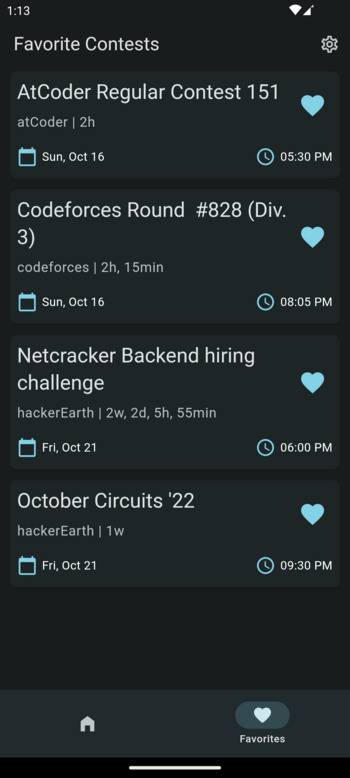 1:13
Favorite Contests
AtCoder Regular Contest 151
atCoder | 2h
Sun, Oct 16
05:30 PM
Codeforces Round  #828 (Div.
3)
codeforces | 2h, 15min
Sun, Oct 16
08:05 PM
Netcracker Backend hiring
challenge
hackerEarth | 2w, 2d, 5h, 55min
Fri, Oct 21
06:00 PM
October Circuits '22
hackerEarth | 1w
Fri, Oct 21
09:30 PM
Favorites